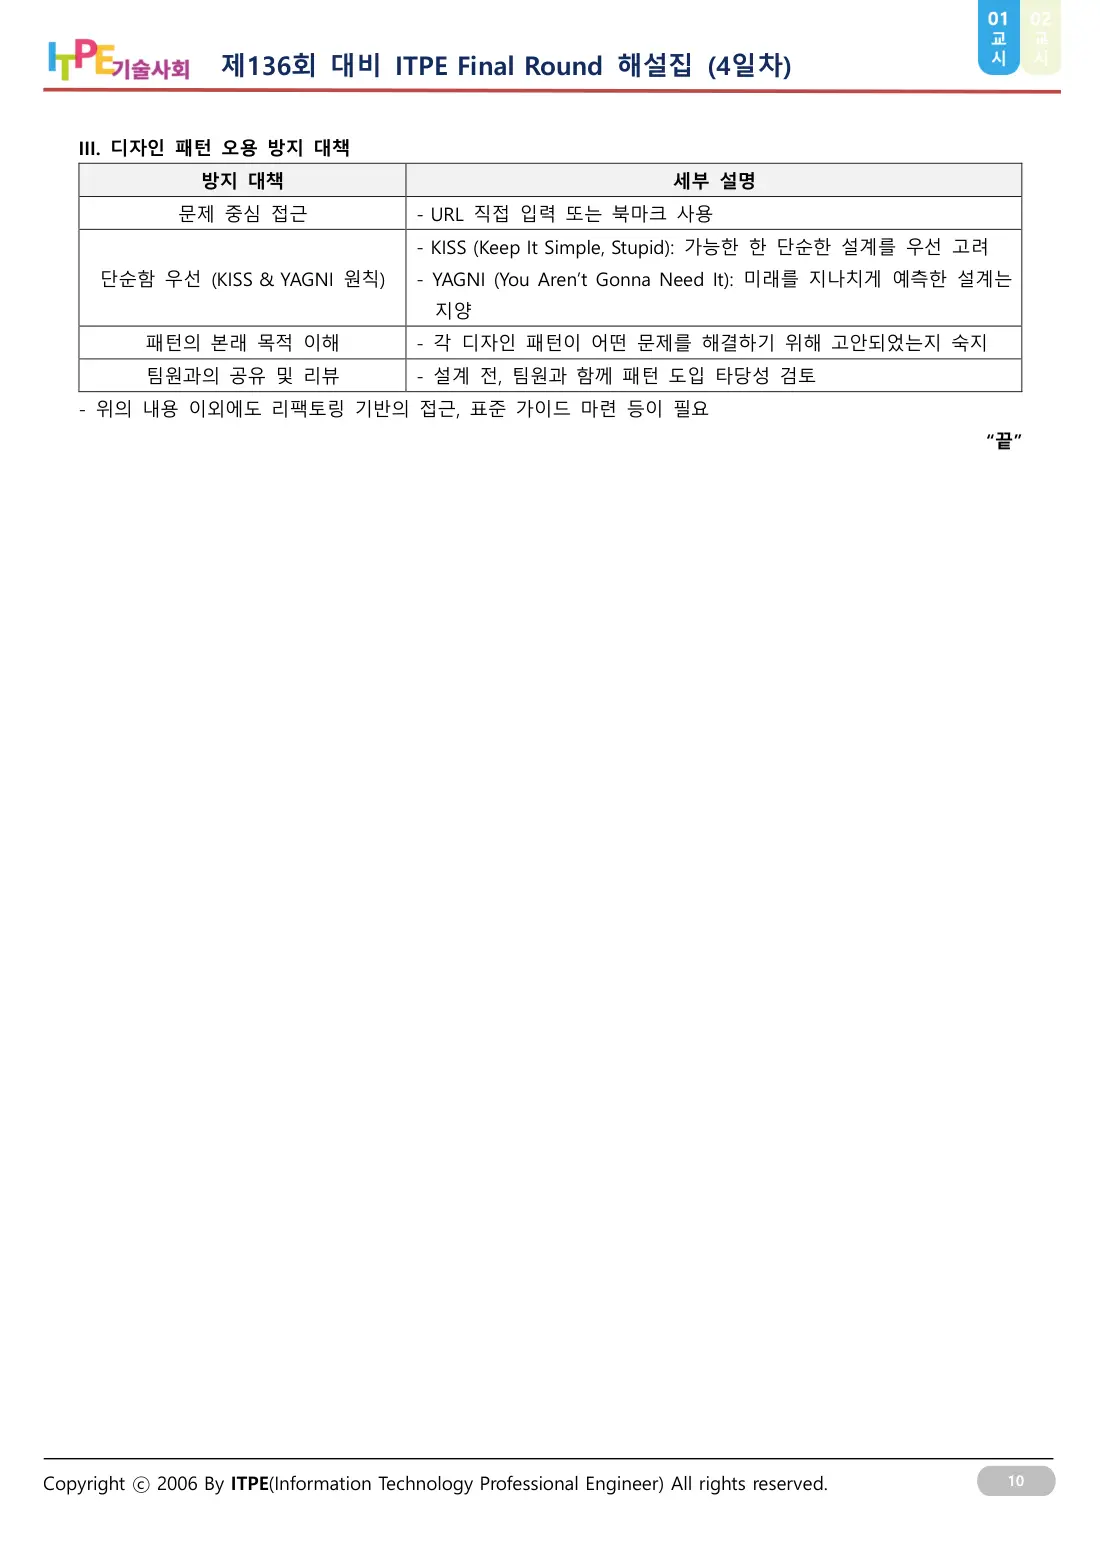 01
교
시
02
교
시
ITPE기술사회 제136회 대비 ITPE Final Round 해설집 (4일차)
III. 디자인 패턴 오용 방지 대책
방지 대책 세부 설명
문제 중심 접근 - URL 직접 입력 또는 북마크 사용
단순함 우선 (KISS & YAGNI 원칙)
- KISS (Keep It Simple, Stupid): 가능한 한 단순한 설계를 우선 고려
- YAGNI (You Aren’t Gonna Need It): 미래를 지나치게 예측한 설계는
지양
패턴의 본래 목적 이해 - 각 디자인 패턴이 어떤 문제를 해결하기 위해 고안되었는지 숙지
팀원과의 공유 및 리뷰 - 설계 전, 팀원과 함께 패턴 도입 타당성 검토
- 위의 내용 이외에도 리팩토링 기반의 접근, 표준 가이드 마련 등이 필요
“끝”
Copyright ⓒ 2006 By ITPE(Information Technology Professional Engineer) All rights reserved.
10